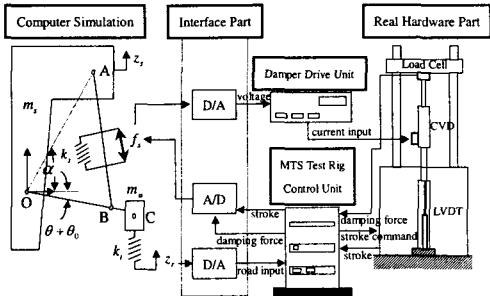 Computer Simulation
Interface Part
Real Hardware Part
A
z_s
m_s
k_s
f_s
α
O
B
C
m_u
θ + θ_0
k_t
z_r
D/A
A/D
D/A
voltage
Damper Drive Unit
current input
MTS Test Rig
Control Unit
stroke
damping force
road input
damping force
stroke command
stroke
Load Cell
CVD
LVDT